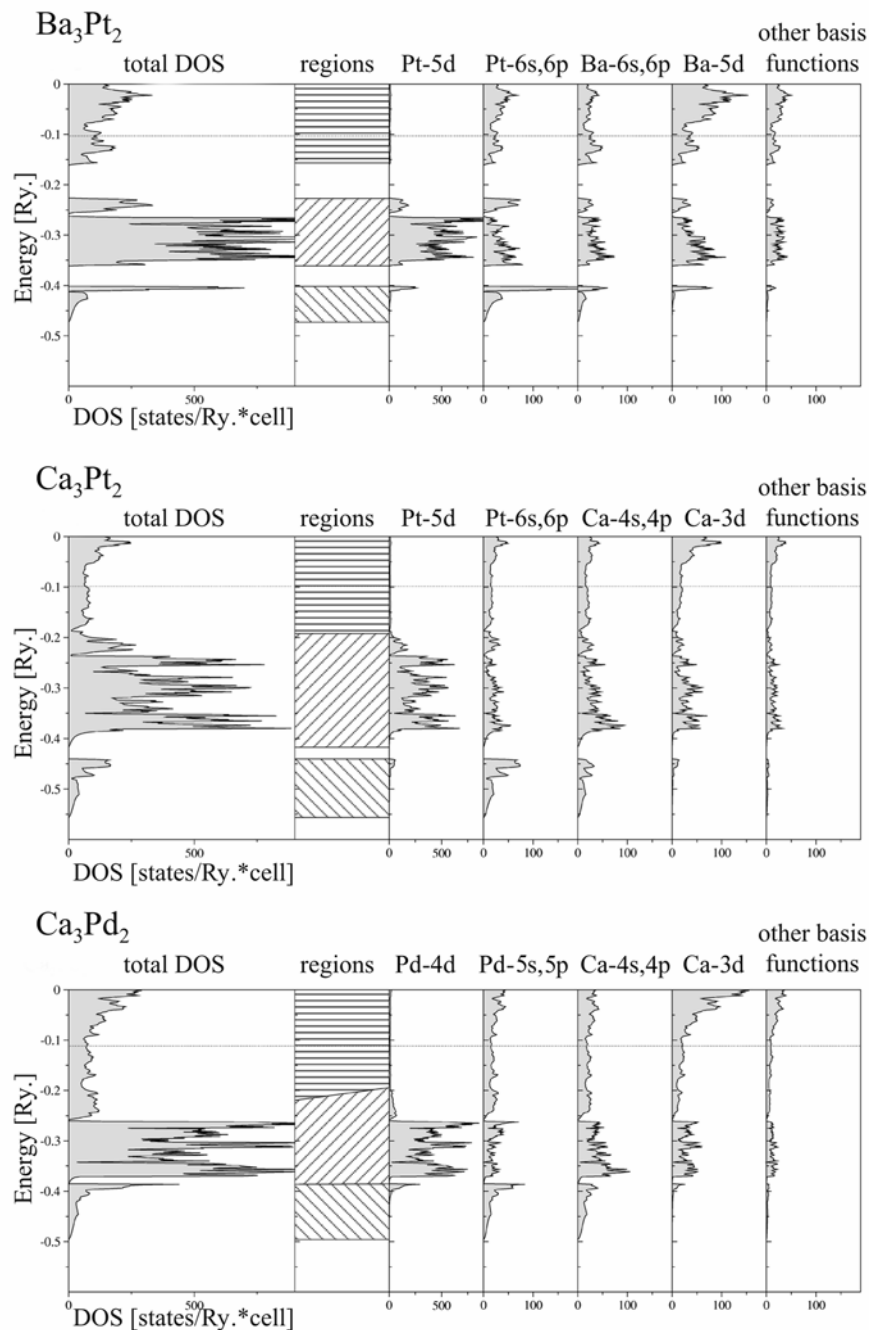 Ba₃Pt₂
other basis
total DOS regions Pt-5d Pt-6s,6p Ba-6s,6p Ba-5d functions
0
-0.1
-0.2
-0.3
-0.4
-0.5
Energy [Ry.]
0 500 0 500 0 100 0 100 0 100 0 100
DOS [states/Ry.*cell]
Ca₃Pt₂
other basis
total DOS regions Pt-5d Pt-6s,6p Ca-4s,4p Ca-3d functions
0
-0.1
-0.2
-0.3
-0.4
-0.5
Energy [Ry.]
0 500 0 500 0 100 0 100 0 100 0 100
DOS [states/Ry.*cell]
Ca₃Pd₂
other basis
total DOS regions Pd-4d Pd-5s,5p Ca-4s,4p Ca-3d functions
0
-0.1
-0.2
-0.3
-0.4
-0.5
Energy [Ry.]
0 500 0 500 0 100 0 100 0 100 0 100
DOS [states/Ry.*cell]